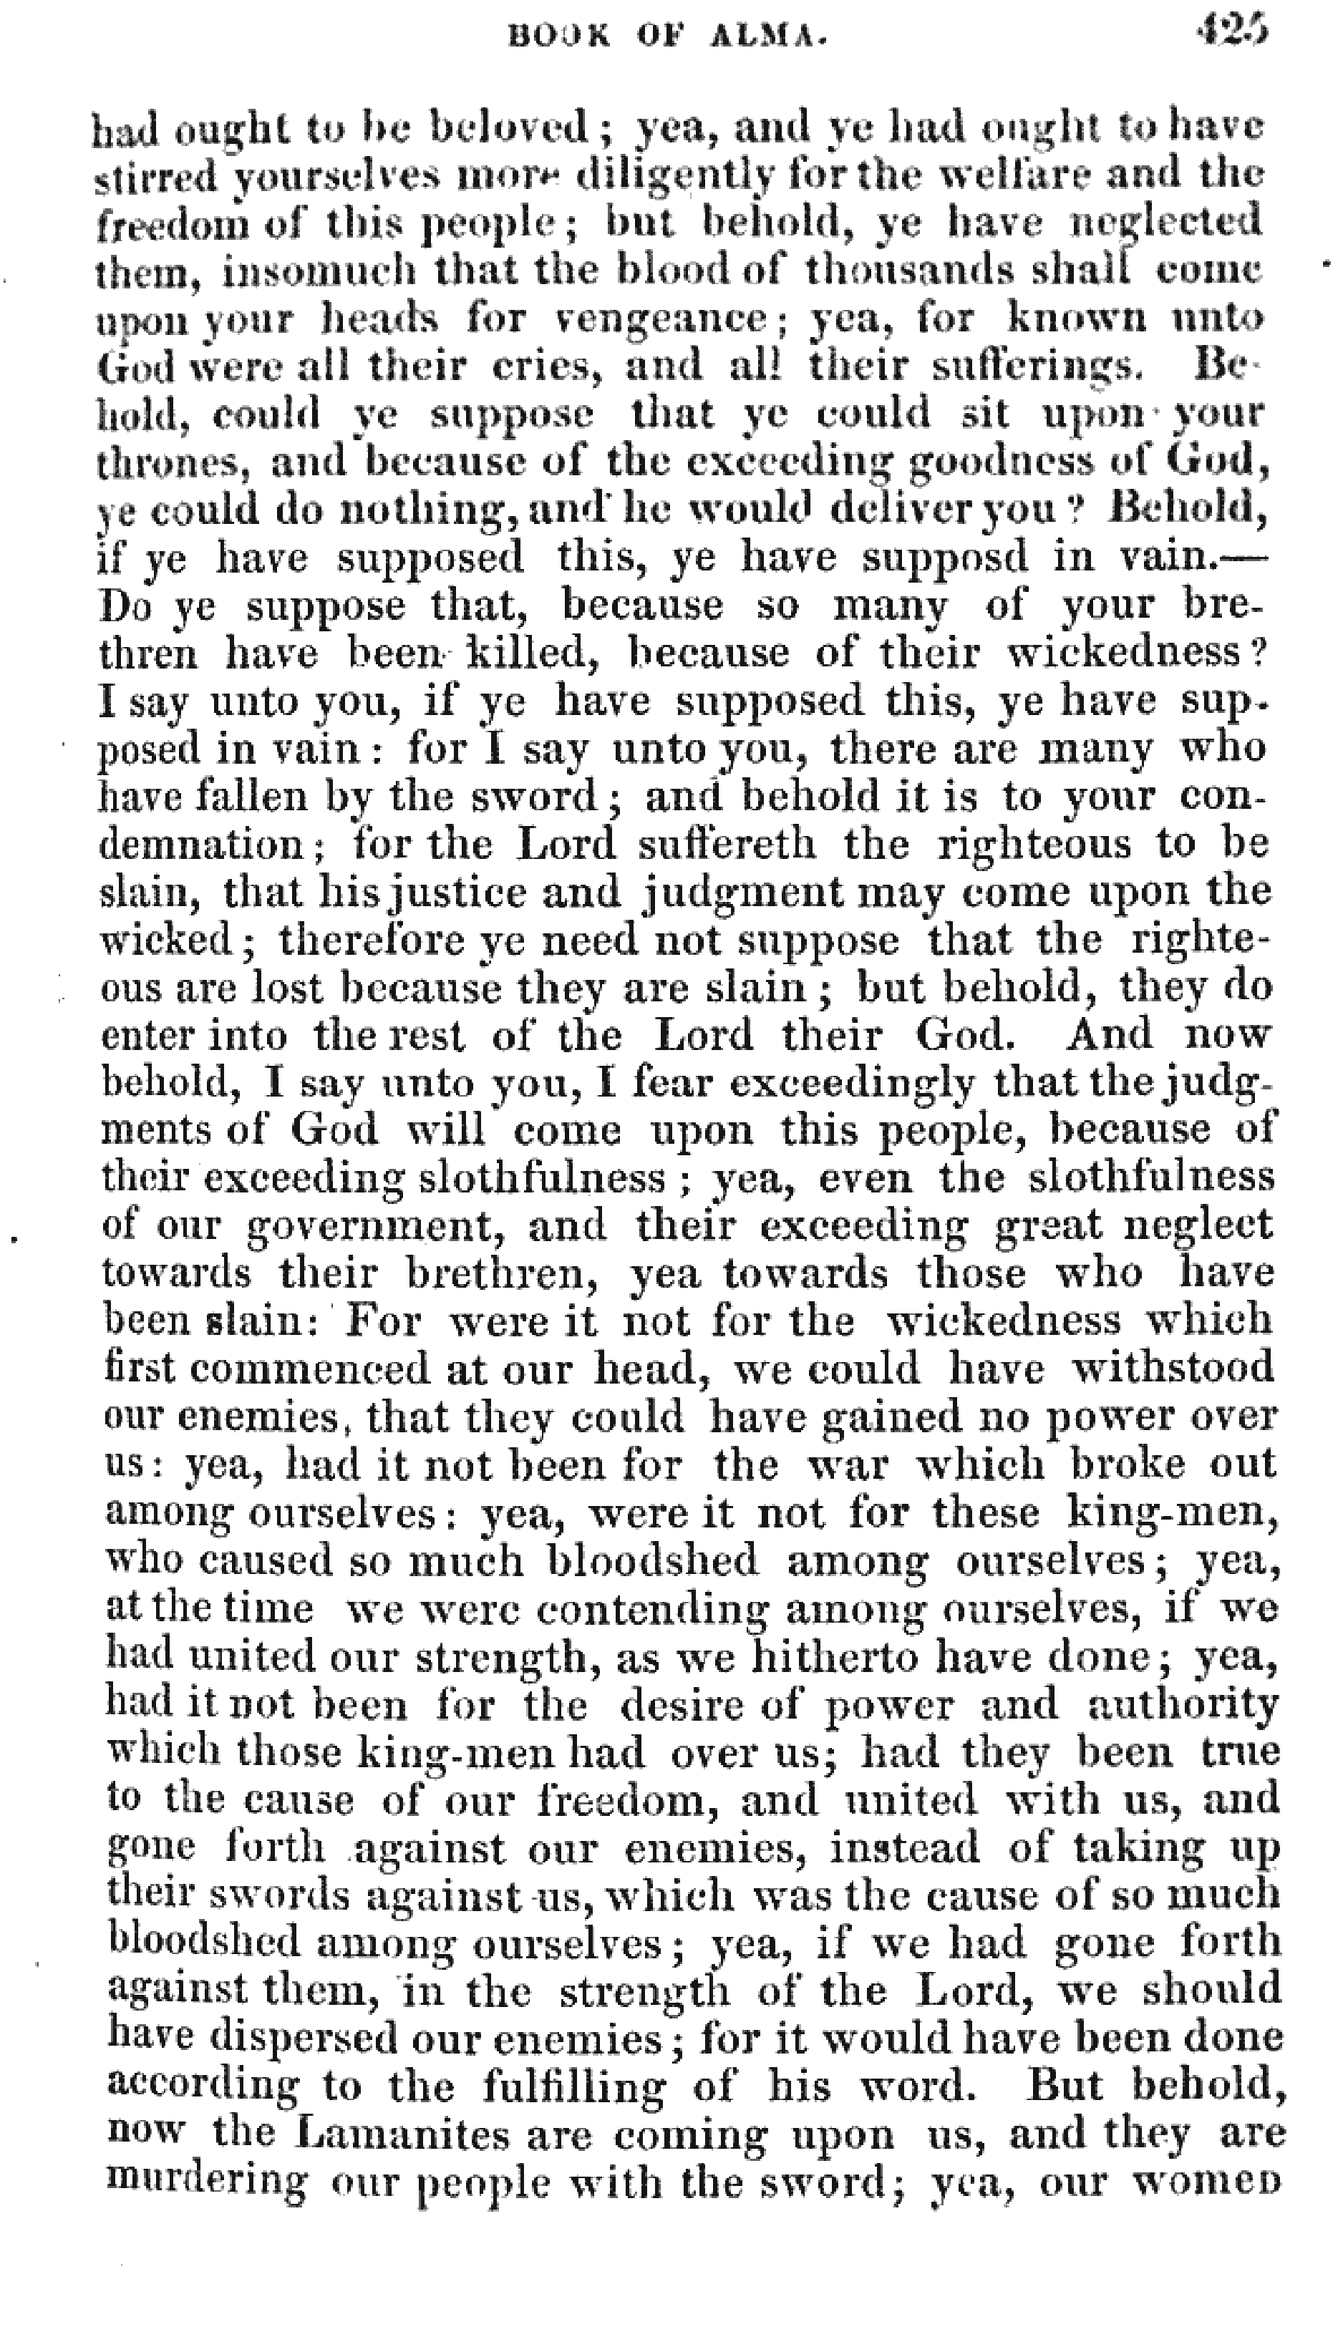 BOOK OF ALMA. 425
had ought to be beloved; yea, and ye had ought to have
stirred yourselves more diligently for the welfare and the
freedom of this people; but behold, ye have neglected
them, insomuch that the blood of thousands shall come
upon your heads for vengeance; yea, for known unto
God were all their cries, and all their sufferings. Be-
hold, could ye suppose that ye could sit upon your
thrones, and because of the exceeding goodness of God,
ye could do nothing, and he would deliver you? Behold,
if ye have supposed this, ye have supposd in vain.—
Do ye suppose that, because so many of your bre-
thren have been killed, because of their wickedness?
I say unto you, if ye have supposed this, ye have sup-
posed in vain: for I say unto you, there are many who
have fallen by the sword; and behold it is to your con-
demnation; for the Lord suffereth the righteous to be
slain, that his justice and judgment may come upon the
wicked; therefore ye need not suppose that the righte-
ous are lost because they are slain; but behold, they do
enter into the rest of the Lord their God. And now
behold, I say unto you, I fear exceedingly that the judg-
ments of God will come upon this people, because of
their exceeding slothfulness; yea, even the slothfulness
of our government, and their exceeding great neglect
towards their brethren, yea towards those who have
been slain: For were it not for the wickedness which
first commenced at our head, we could have withstood
our enemies, that they could have gained no power over
us: yea, had it not been for the war which broke out
among ourselves: yea, were it not for these king-men,
who caused so much bloodshed among ourselves; yea,
at the time we were contending among ourselves, if we
had united our strength, as we hitherto have done; yea,
had it not been for the desire of power and authority
which those king-men had over us; had they been true
to the cause of our freedom, and united with us, and
gone forth against our enemies, instead of taking up
their swords against us, which was the cause of so much
bloodshed among ourselves; yea, if we had gone forth
against them, in the strength of the Lord, we should
have dispersed our enemies; for it would have been done
according to the fulfilling of his word. But behold,
now the Lamanites are coming upon us, and they are
murdering our people with the sword; yea, our women